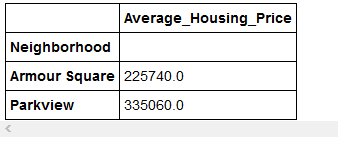 Average_Housing_Price
Neighborhood
Armour Square 225740.0
Parkview 335060.0